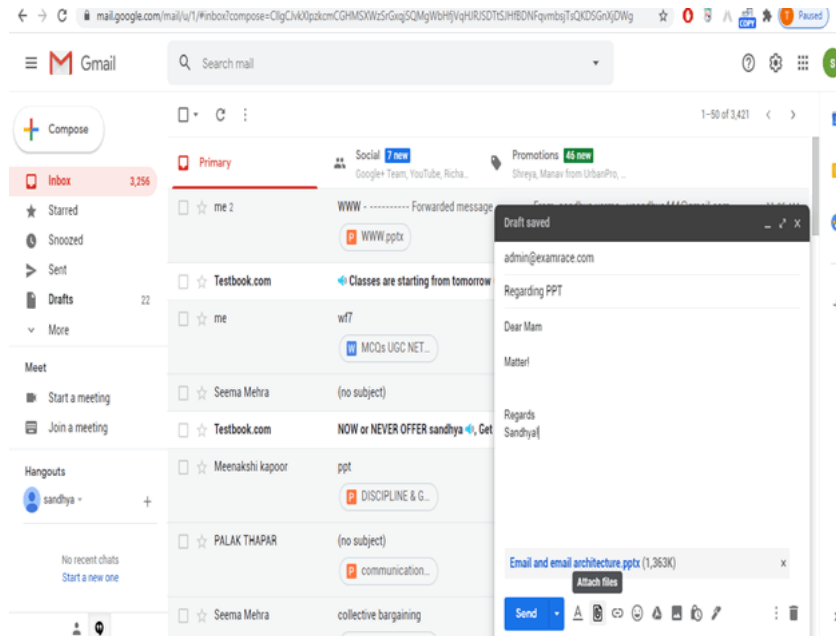 mail.google.com/mail/u/1/#inbox?compose=
Paused
COPY
Gmail
Search mail
S
Compose
1-50 of 3,421
Primary
Social 7 new
Google+ Team, YouTube, Richa...
Promotions 46 new
Shreya, Manav from UrbanPro, ...
Inbox 3,256
Starred
Snoozed
Sent
Drafts 22
More
Meet
Start a meeting
Join a meeting
Hangouts
sandhya
No recent chats
Start a new one
me 2 WWW - ---------- Forwarded message
WWW.pptx
Testbook.com Classes are starting from tomorrow
me wf7
MCQs UGC NET...
Seema Mehra (no subject)
Testbook.com NOW or NEVER OFFER sandhya , Get
Meenakshi kapoor ppt
DISCIPLINE & G...
PALAK THAPAR (no subject)
communication...
Seema Mehra collective bargaining
Draft saved
admin@examrace.com
Regarding PPT
Dear Mam
Matter!
Regards
Sandhya!
Email and email architecture.pptx (1,363K)
Attach files
Send